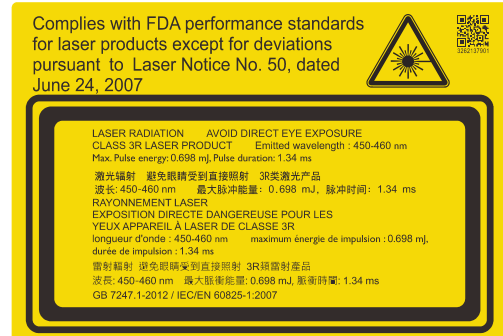 Complies with FDA performance standards
for laser products except for deviations
pursuant to Laser Notice No. 50, dated
June 24, 2007
3262137901
LASER RADIATION AVOID DIRECT EYE EXPOSURE
CLASS 3R LASER PRODUCT Emitted wavelength : 450-460 nm
Max. Pulse energy: 0.698 mJ, Pulse duration: 1.34 ms
激光辐射 避免眼睛受到直接照射 3R类激光产品
波长: 450-460 nm 最大脉冲能量: 0.698 mJ, 脉冲时间: 1.34 ms
RAYONNEMENT LASER
EXPOSITION DIRECTE DANGEREUSE POUR LES
YEUX APPAREIL À LASER DE CLASSE 3R
longueur d'onde : 450-460 nm maximum énergie de impulsion : 0.698 mJ,
durée de impulsion : 1.34 ms
雷射輻射 避免眼睛受到直接照射 3R類雷射產品
波長: 450-460 nm 最大脈衝能量: 0.698 mJ, 脈衝時間: 1.34 ms
GB 7247.1-2012 / IEC/EN 60825-1:2007